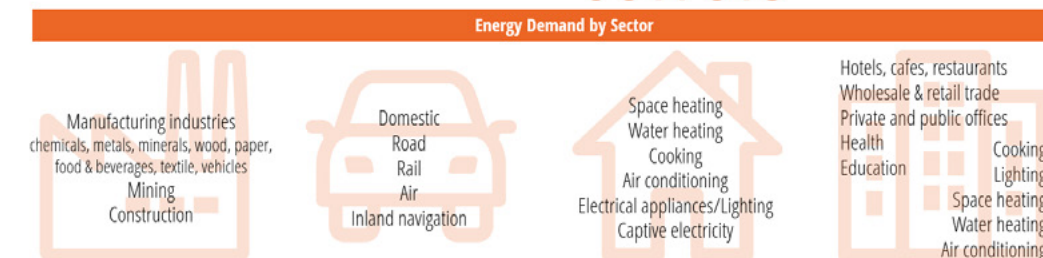 Energy Demand by Sector
Manufacturing industries
chemicals, metals, minerals, wood, paper,
food & beverages, textile, vehicles
Mining
Construction
Domestic
Road
Rail
Air
Inland navigation
Space heating
Water heating
Cooking
Air conditioning
Electrical appliances/Lighting
Captive electricity
Hotels, cafes, restaurants
Wholesale & retail trade
Private and public offices
Health
Education
Cooking
Lighting
Space heating
Water heating
Air conditioning